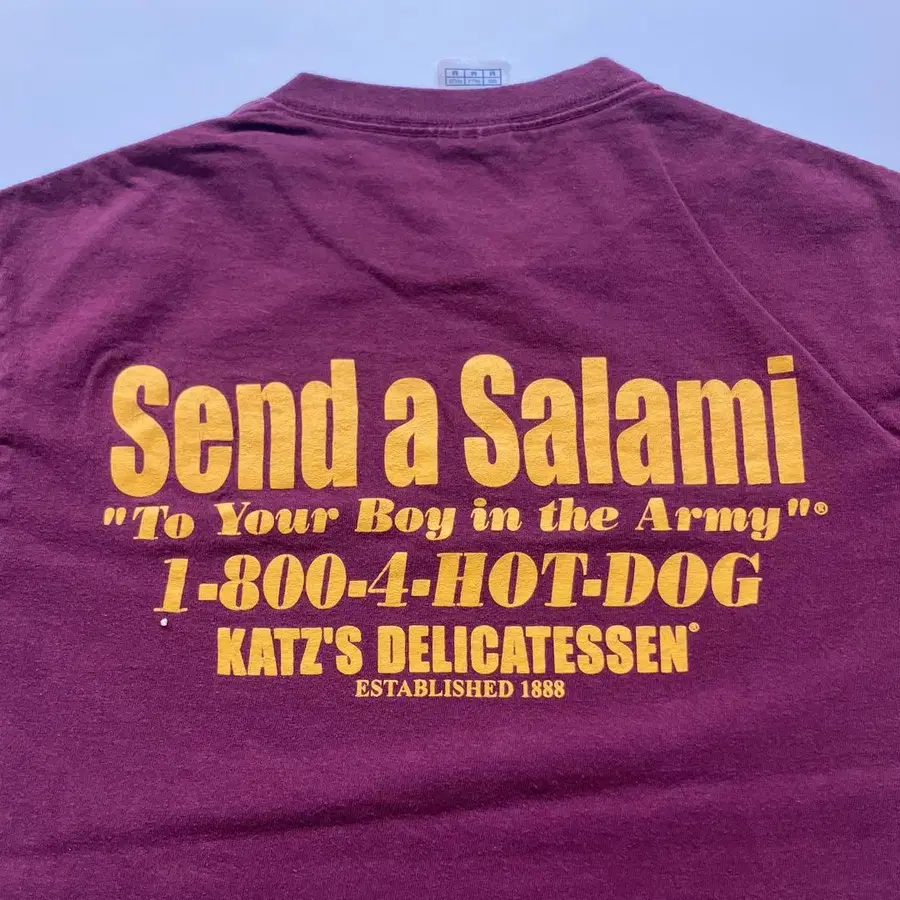 Send a Salami
"To Your Boy in the Army"®
1-800-4-HOT-DOG
KATZ'S DELICATESSEN®
ESTABLISHED 1888